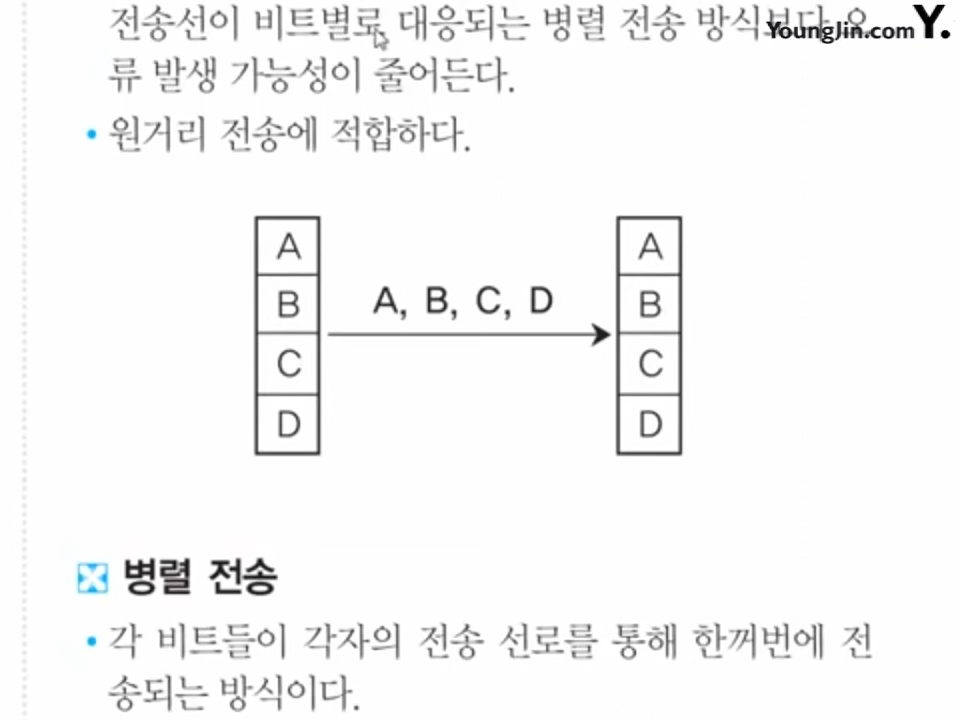 전송선이 비트별로 대응되는 병렬 전송 방식보다 오
YoungJin.com Y.
류 발생 가능성이 줄어든다.
• 원거리 전송에 적합하다.
A A
A, B, C, D
B B
C C
D D
병렬 전송
• 각 비트들이 각자의 전송 선로를 통해 한꺼번에 전
송되는 방식이다.